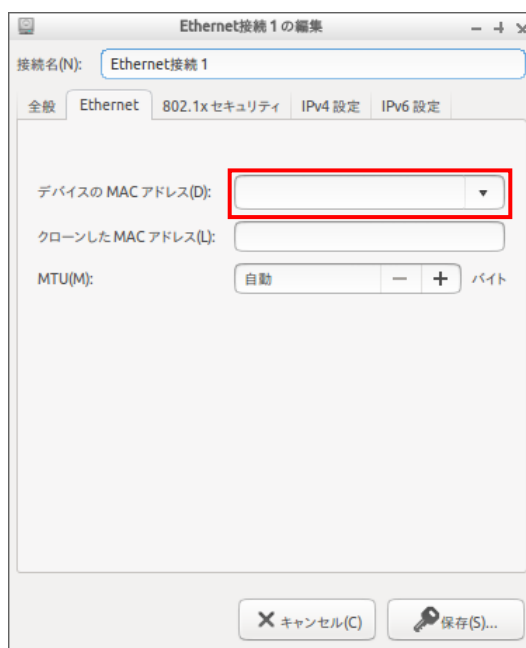 Ethernet接続 1 の編集
接続名(N): Ethernet接続 1
全般 Ethernet 802.1x セキュリティ IPv4 設定 IPv6 設定
デバイスの MAC アドレス(D):
クローンした MAC アドレス(L):
MTU(M): 自動 バイト
キャンセル(C) 保存(S)...